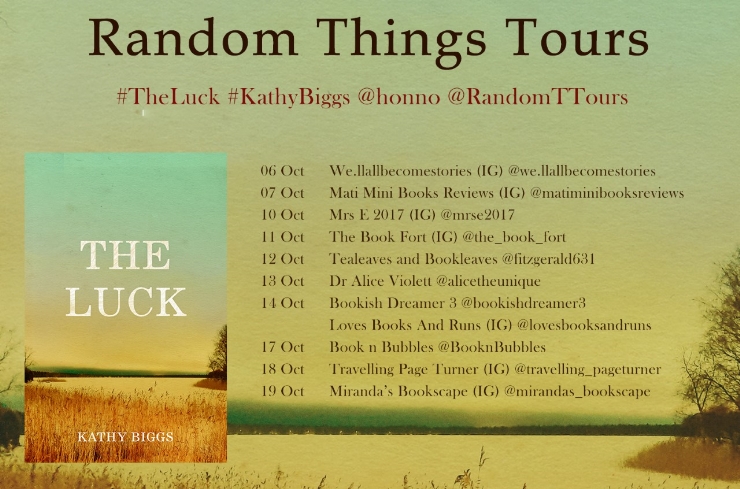 Random Things Tours
#TheLuck #KathyBiggs @honno @RandomTTours
THE
LUCK
KATHY BIGGS
06 Oct We.llallbecomestories (IG) @we.llallbecomestories
07 Oct Mati Mini Books Reviews (IG) @matiminibooksreviews
10 Oct Mrs E 2017 (IG) @mrse2017
11 Oct The Book Fort (IG) @the_book_fort
12 Oct Tealeaves and Bookleaves @fitzgerald631
13 Oct Dr Alice Violett @alicetheunique
14 Oct Bookish Dreamer 3 @bookishdreamer3
Loves Books And Runs (IG) @lovesbooksandruns
17 Oct Book n Bubbles @BooknBubbles
18 Oct Travelling Page Turner (IG) @travelling_pageturner
19 Oct Miranda's Bookscape (IG) @mirandas_bookscape